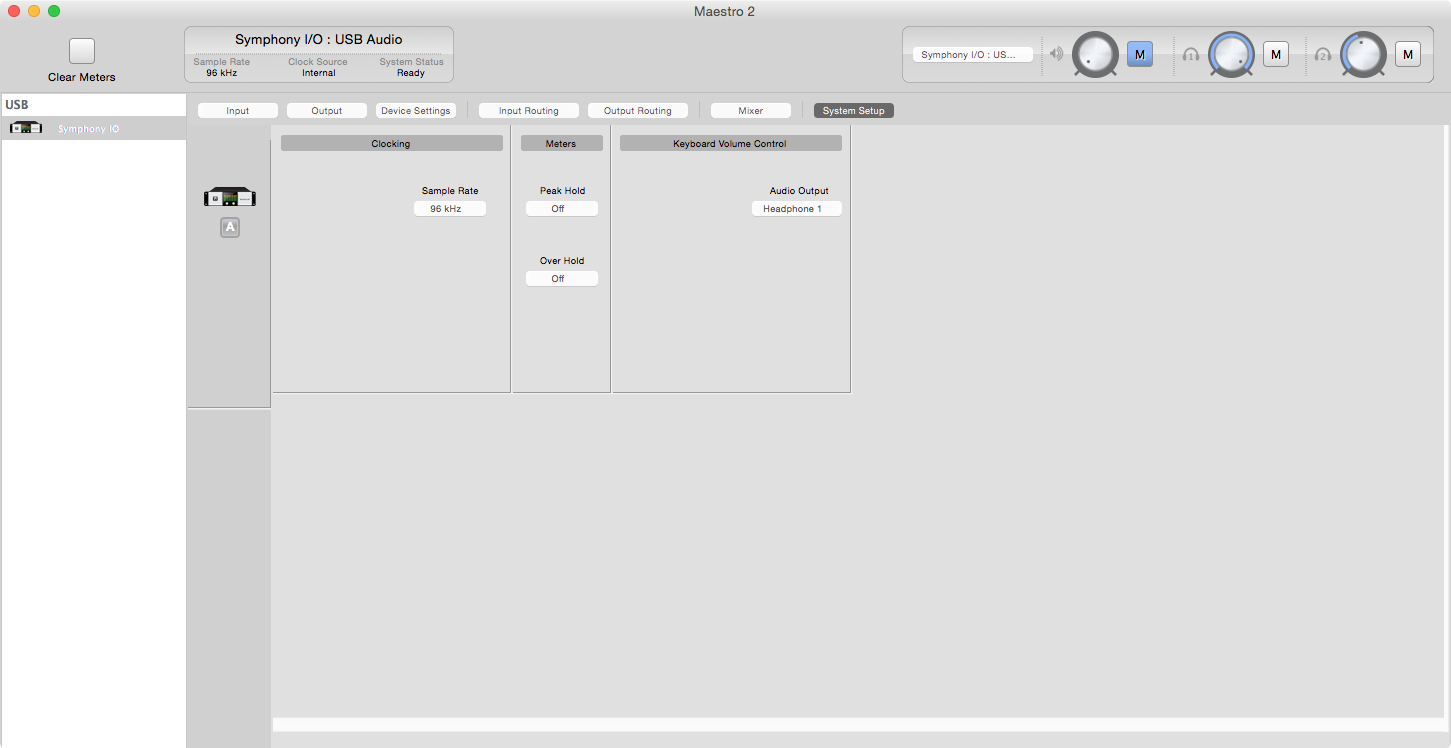 Maestro 2
Clear Meters
Symphony I/O : USB Audio
Sample Rate Clock Source System Status
96 kHz Internal Ready
Symphony I/O : US...
M
1
M
2
M
USB
Symphony IO
Input Output Device Settings Input Routing Output Routing Mixer System Setup
A
Clocking
Sample Rate
96 kHz
Meters
Peak Hold
Off
Over Hold
Off
Keyboard Volume Control
Audio Output
Headphone 1